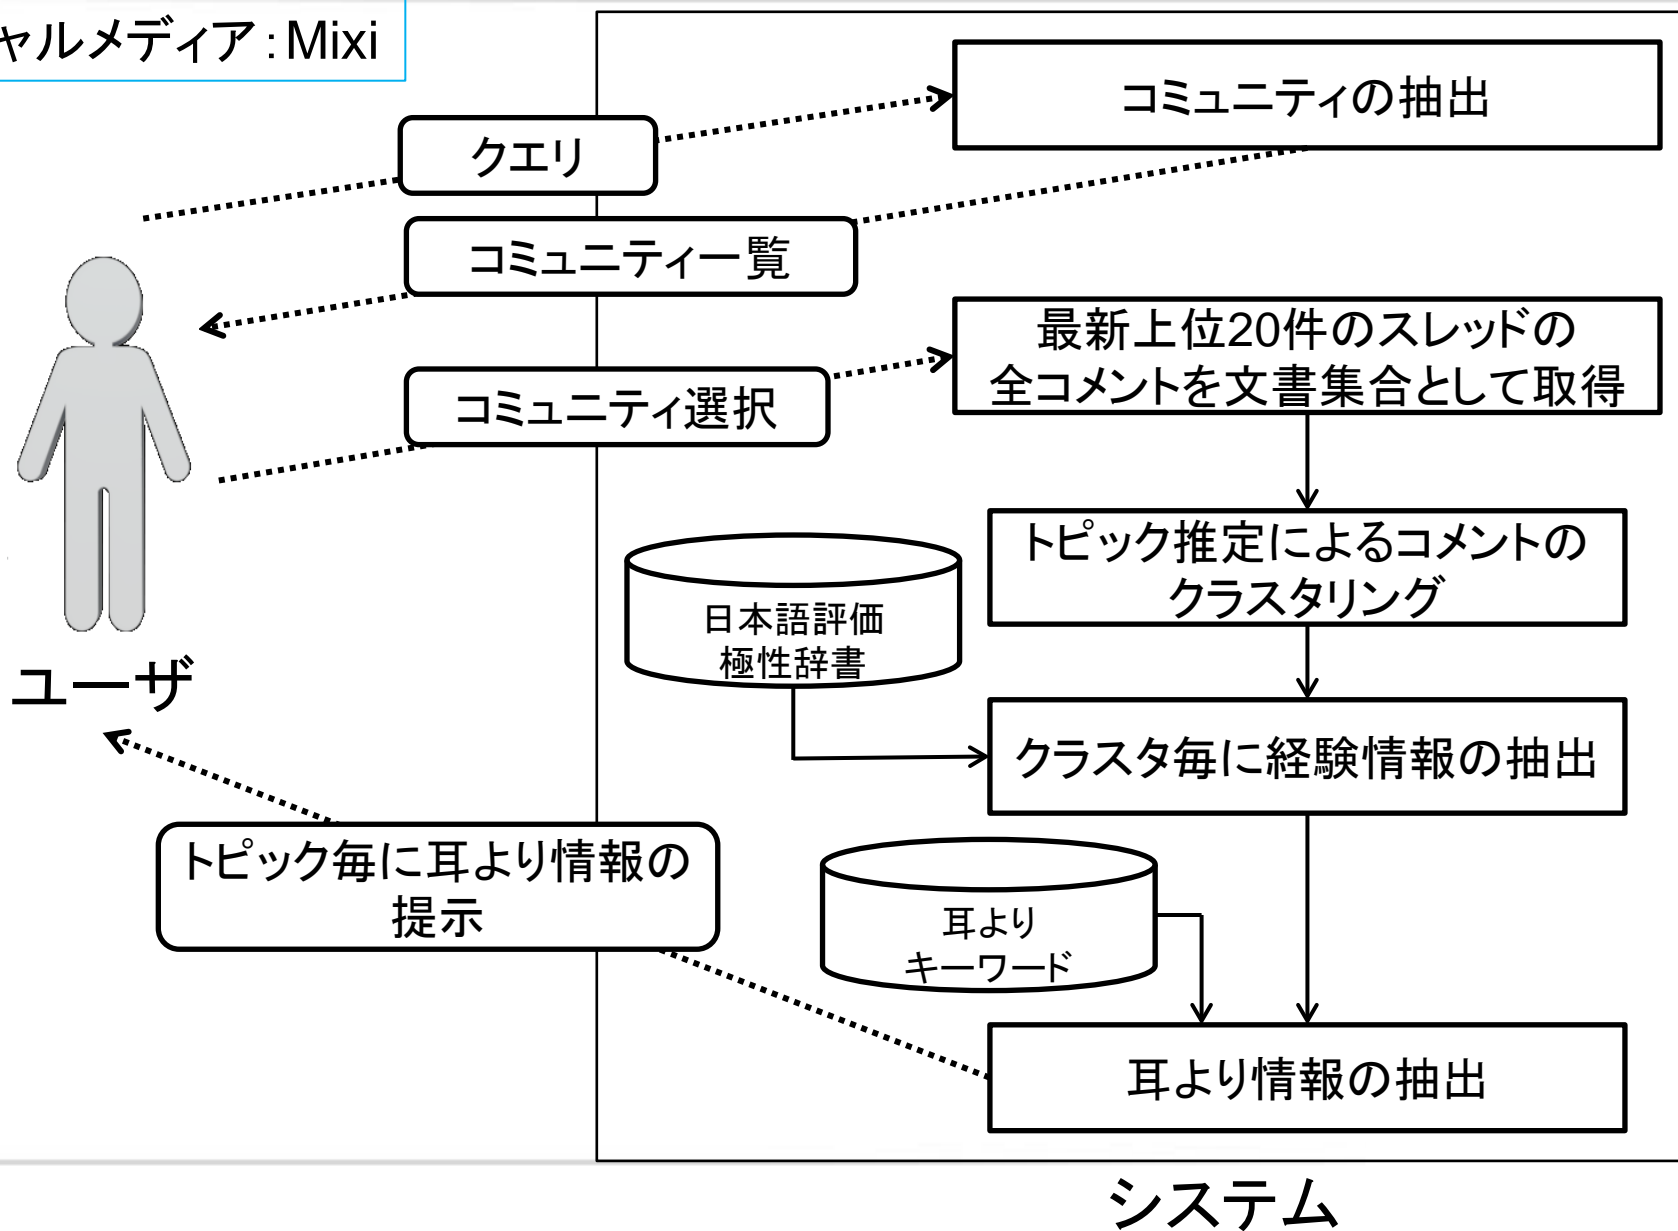 ャルメディア：Mixi
コミュニティの抽出
クエリ
コミュニティ一覧
最新上位20件のスレッドの
全コメントを文書集合として取得
コミュニティ選択
トピック推定によるコメントの
クラスタリング
日本語評価
極性辞書
ユーザ
クラスタ毎に経験情報の抽出
トピック毎に耳より情報の
提示
耳より
キーワード
耳より情報の抽出
システム